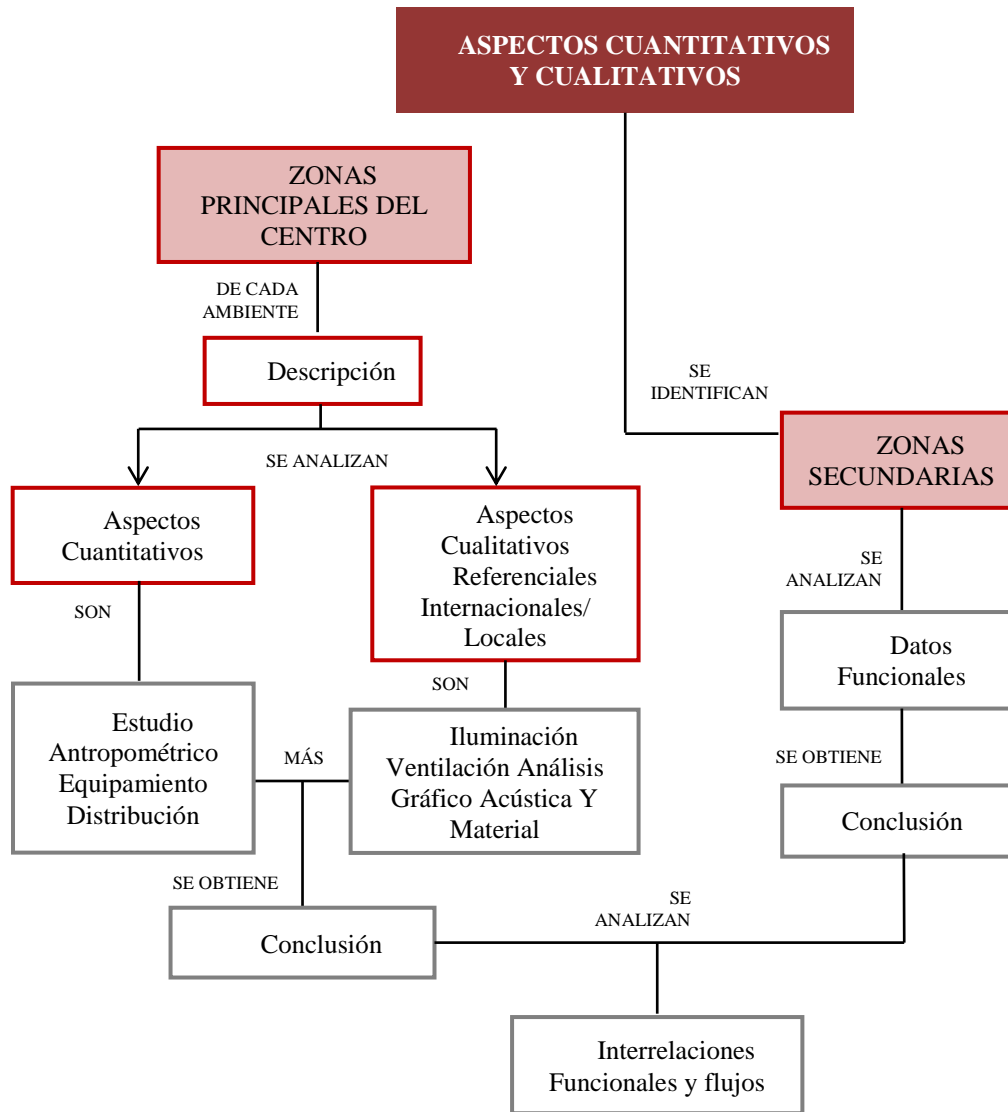 ASPECTOS CUANTITATIVOS
Y CUALITATIVOS
ZONAS
PRINCIPALES DEL
CENTRO
DE CADA
AMBIENTE
Descripción
SE ANALIZAN
Aspectos
Cuantitativos
Aspectos
Cualitativos
Referenciales
Internacionales/
Locales
SON
SON
Estudio
Antropométrico
Equipamiento
Distribución
MÁS
Iluminación
Ventilación Análisis
Gráfico Acústica Y
Material
SE OBTIENE
Conclusión
SE
IDENTIFICAN
ZONAS
SECUNDARIAS
SE
ANALIZAN
Datos
Funcionales
SE OBTIENE
Conclusión
SE
ANALIZAN
Interrelaciones
Funcionales y flujos